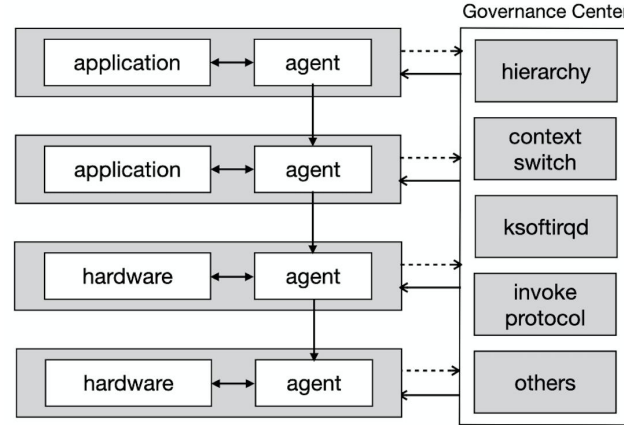 Governance Center
application
agent
hierarchy
application
agent
context
switch
ksoftirqd
hardware
agent
invoke
protocol
hardware
agent
others